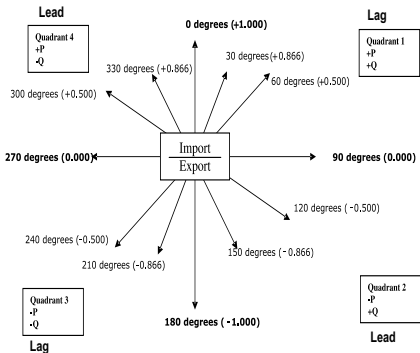 Lead
0 degrees (+1.000)
Lag
Quadrant 4
+P
-Q
Quadrant 1
+P
+Q
330 degrees (+0.866)
30 degrees (+0.866)
60 degrees (+0.500)
300 degrees (+0.500)
Import
Export
270 degrees (0.000)
90 degrees (0.000)
120 degrees (-0.500)
240 degrees (-0.500)
150 degrees ( -0.866)
210 degrees (-0.866)
Quadrant 3
-P
-Q
Quadrant 2
-P
+Q
180 degrees ( -1.000)
Lag
Lead